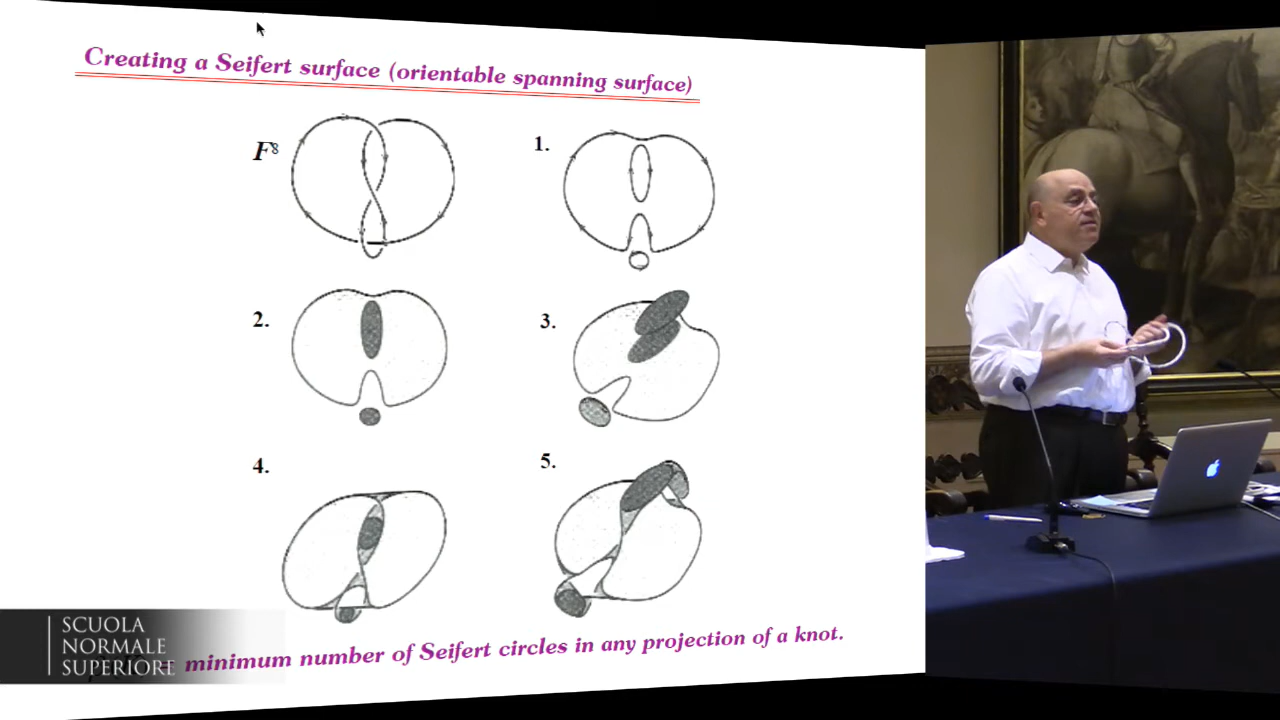 Creating a Seifert surface (orientable spanning surface)
F8
1.
2.
3.
4.
5.
= minimum number of Seifert circles in any projection of a knot.
SCUOLA
NORMALE
SUPERIORE